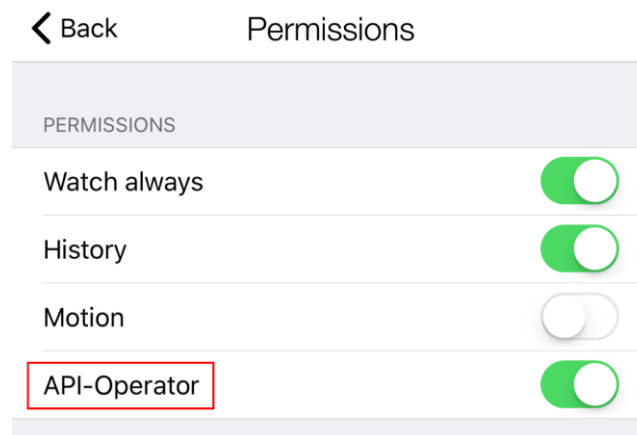 Back
Permissions
PERMISSIONS
Watch always
History
Motion
API-Operator